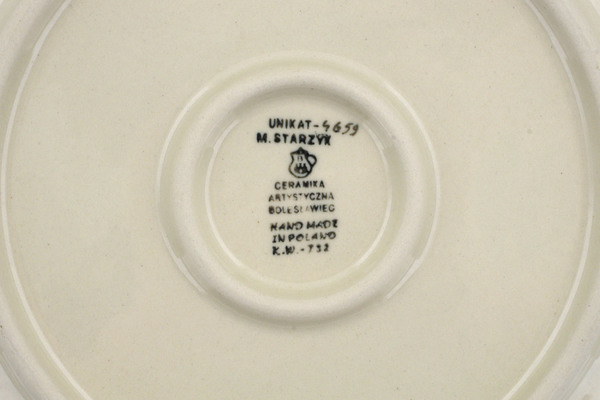 UNIKAT-4659
M. STARZYK
CERAMIKA
ARTYSTYCZNA
BOLESŁAWIEC
HAND MADE
IN POLAND
K.W.-732